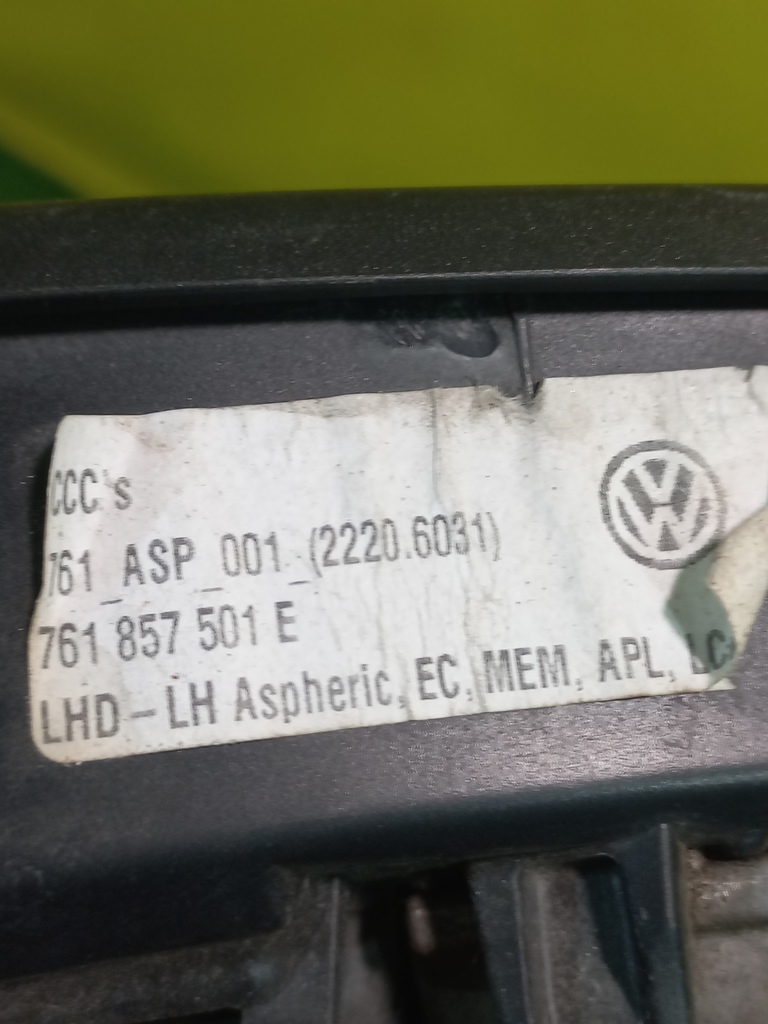 CCC's
761_ASP_001_(2220.6031)
761 857 501 E
LHD-LH Aspheric, EC, MEM, APL,